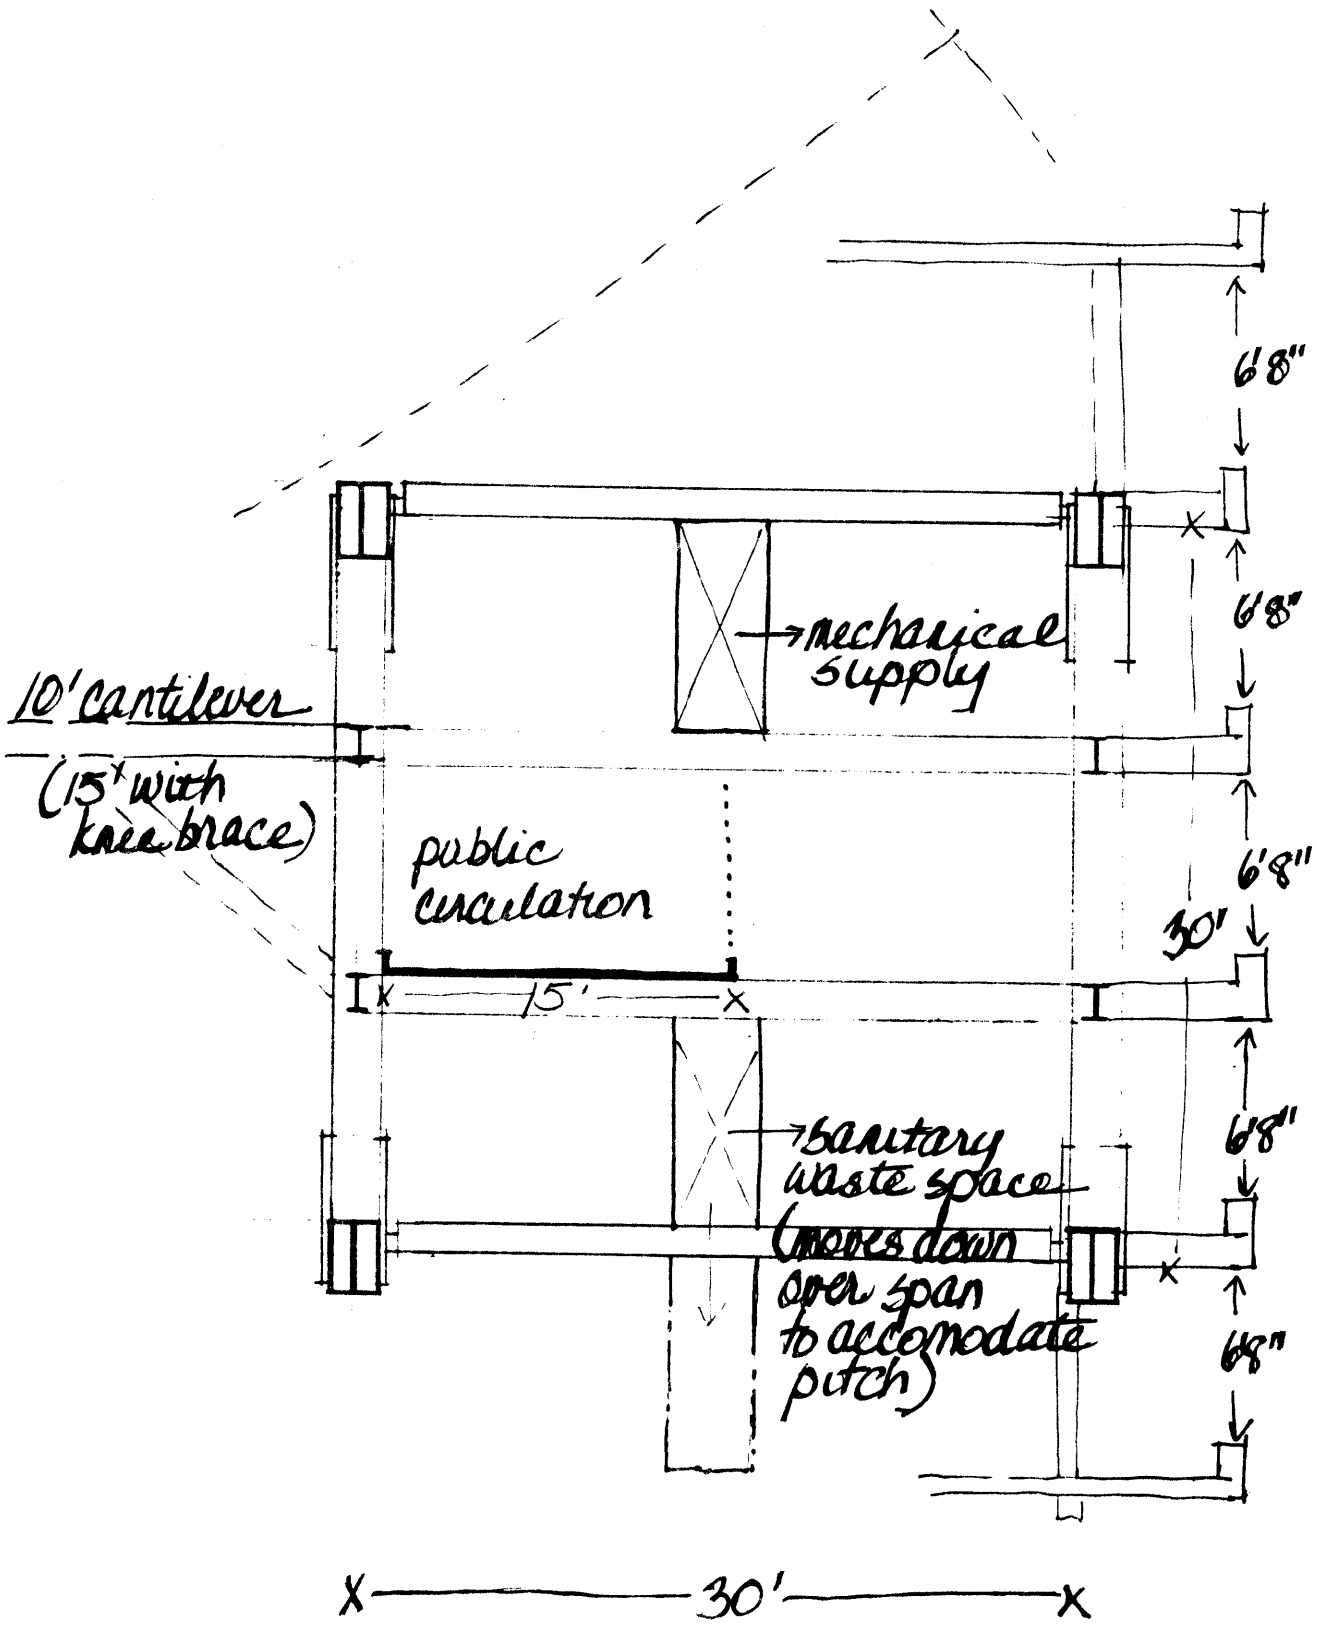 6'8"
6'8"
mechanical
supply
10' cantilever
(15' with
knee brace)
public
circulation
6'8"
30'
15'
6'8"
sanitary
waste space
(moves down
over span
to accomodate
pitch)
6'8"
30'